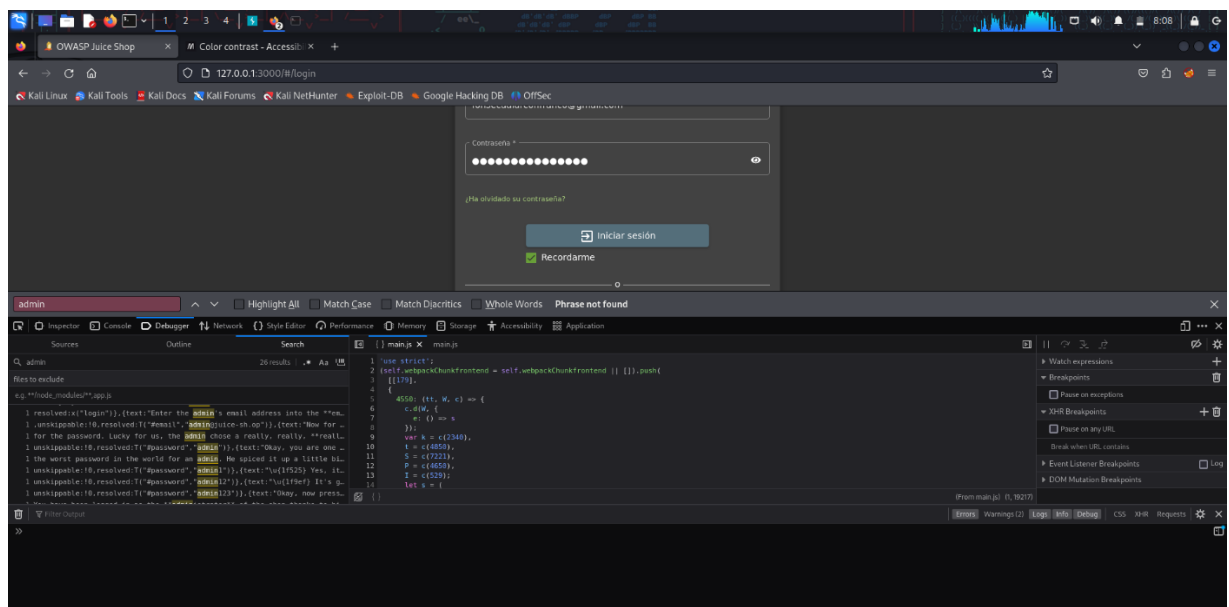 1 2 3 4
8:08
OWASP Juice Shop × Color contrast - Accessibi × +
127.0.0.1:3000/#/login
Kali Linux Kali Tools Kali Docs Kali Forums Kali NetHunter Exploit-DB Google Hacking DB OffSec
Contraseña *
¿Ha olvidado su contraseña?
Iniciar sesión
Recordarme
o
admin Highlight All Match Case Match Diacritics Whole Words Phrase not found
Inspector Console Debugger Network {} Style Editor Performance Memory Storage Accessibility Application
Sources Outline Search {} main.js × main.js
admin 26 results .* Aa
files to exclude
e.g. **/node_modules/**,app.js
1 resolved:x("login")},{text:"Enter the admin's email address into the **em…
1 ,unskippable:!0,resolved:T("#email","admin@juice-sh.op")},{text:"Now for …
1 for the password. Lucky for us, the admin chose a really, really, **reall…
1 unskippable:!0,resolved:T("#password","admin")},{text:"Okay, you are one …
1 the worst password in the world for an admin. He spiced it up a little bi…
1 unskippable:!0,resolved:T("#password","admin1")},{text:"\u{1f525} Yes, it…
1 unskippable:!0,resolved:T("#password","admin12")},{text:"\u{1f9ef} It's g…
1 unskippable:!0,resolved:T("#password","admin123")},{text:"Okay, now press…
1 'use strict';
2 (self.webpackChunkfrontend = self.webpackChunkfrontend || []).push(
3 [[179],
4 {
5 4550: (tt, W, c) => {
6 c.d(W, {
7 e: () => s
8 });
9 var k = c(2340),
10 t = c(4850),
11 S = c(7221),
12 P = c(4650),
13 I = c(529);
14 let s = (
{} (From main.js) (1, 19217)
Watch expressions
Breakpoints
Pause on exceptions
XHR Breakpoints
Pause on any URL
Break when URL contains
Event Listener Breakpoints Log
DOM Mutation Breakpoints
Filter Output Errors Warnings (2) Logs Info Debug CSS XHR Requests
»